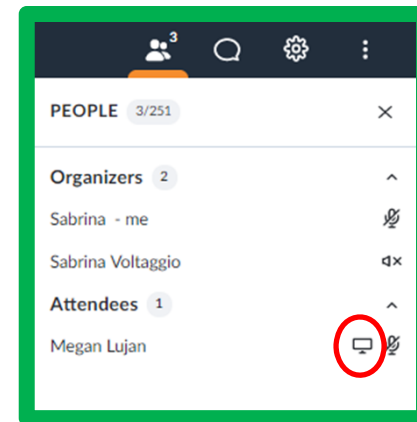 3
PEOPLE 3/251
Organizers 2
Sabrina - me
Sabrina Voltaggio
Attendees 1
Megan Lujan